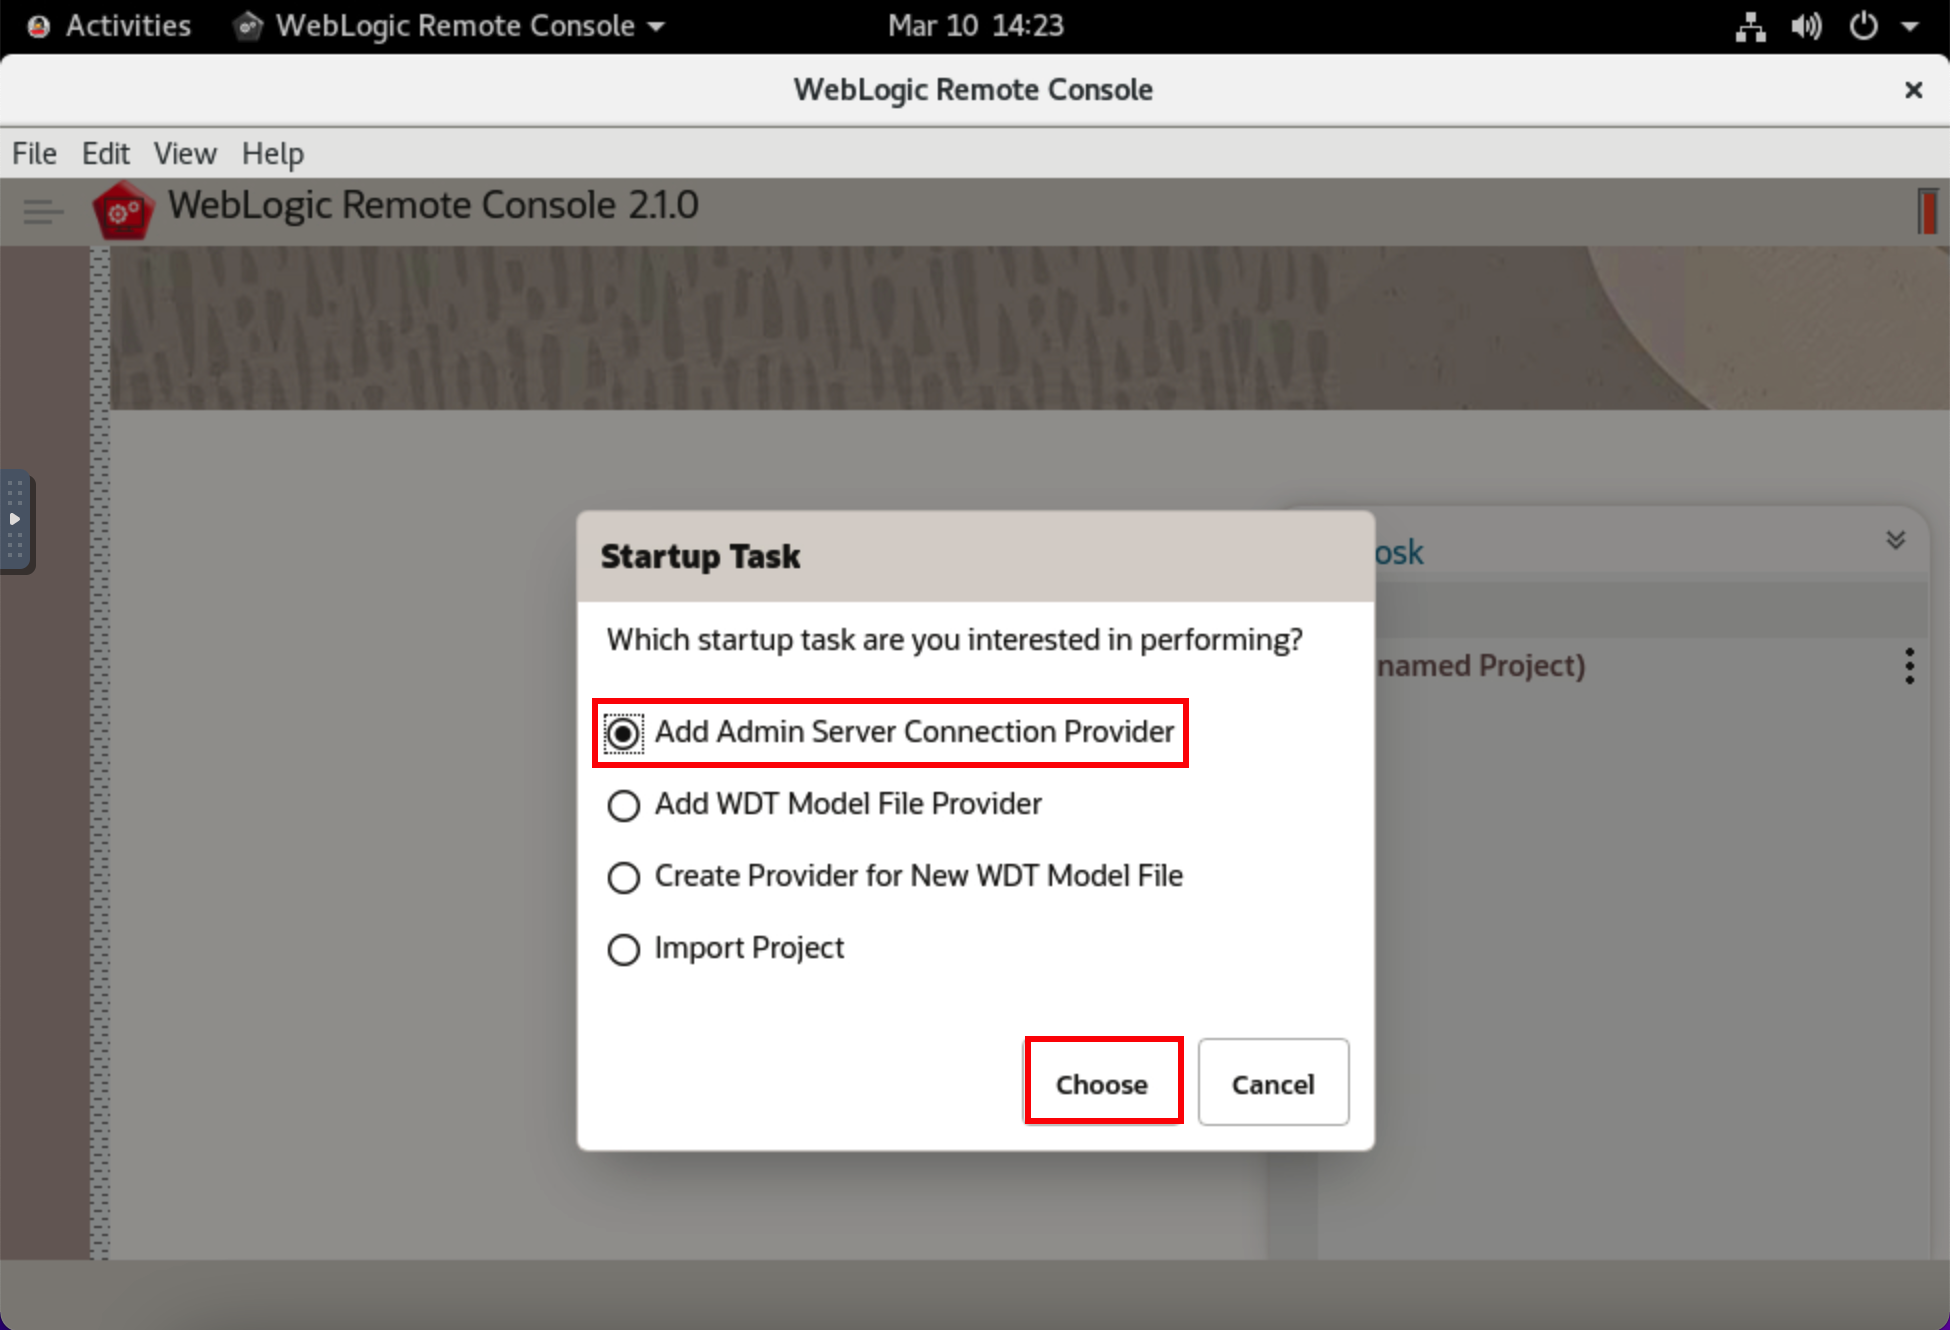 Activities WebLogic Remote Console Mar 10 14:23
WebLogic Remote Console
File Edit View Help
WebLogic Remote Console 2.1.0
Startup Task
osk
Which startup task are you interested in performing?
named Project)
Add Admin Server Connection Provider
Add WDT Model File Provider
Create Provider for New WDT Model File
Import Project
Choose Cancel